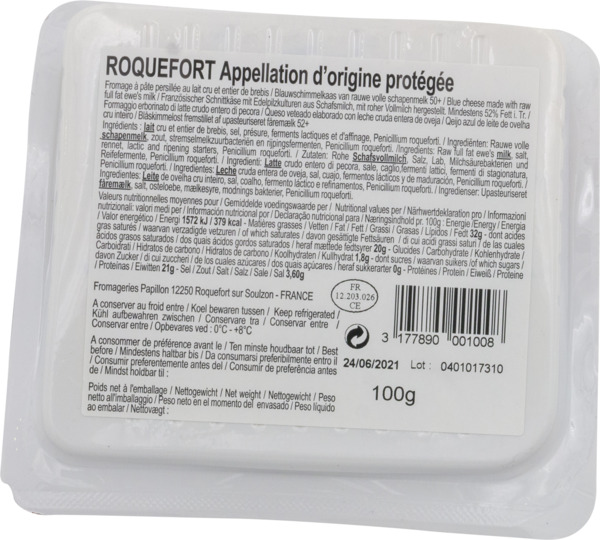 ROQUEFORT Appellation d'origine protégée
Fromage à pâte persillée au lait cru et entier de brebis / Blauwschimmelkaas van rauwe volle schapenmelk 50+ / Blue cheese made with raw
full fat ewe's milk / Französischer Schnittkäse mit Edelpilzkulturen aus Schafsmilch, mit roher Vollmilch hergestellt. Mindestens 52% Fett i. Tr. /
Formaggio erborinato di latte crudo entero di pecora / Queso veteado elaborado con leche cruda entera de oveja / Qeijo azul de leite de ovelha
cru inteiro / Blåskimmelost fremstillet af upasteuriseret fåremælk 52+
Ingrédients : lait cru et entier de brebis, sel, présure, ferments lactiques et d'affinage, Penicillium roqueforti. / Ingrediënten: Rauwe volle
schapenmelk, zout, stremselmelkzuurbacteriën en rijpingsfermenten, Penicillium roqueforti. /Ingredients: Raw full fat ewe's milk, salt,
rennet, lactic and ripening starters, Penicillium roqueforti. / Zutaten: Rohe Schafsvollmilch, Salz, Lab, Milchsäurebakterien und
Reifefermente, Penicillium roqueforti. / Ingredienti: Latte crudo entero di pecora, sale, caglio,fermenti lattici, fermenti di stagionatura,
Penicillium roqueforti. / Ingredientes: Leche cruda entera de oveja, sal, cuajo, fermentos lácticos y de maduración, Penicillium roqueforti. /
Ingredientes: Leite de ovelha cru inteiro, sal, coalho, fermento láctico e refinamentos, Penicillium roqueforti. / Ingredienser: Upasteuriseret
fåremælk, salt, osteløbe, mælkesyre, modnings bakterier, Penicillium roqueforti.
Valeurs nutritionnelles moyennes pour / Gemiddelde voedingswaarde per / Nutritional values per / Nährwertdeklaration pro / Informazioni
nutrizionali: valori medi per / Información nutricional por / Declaração nutricional para / Næringsindhold pr. 100g : Energie / Energy / Energia
/ Valor energético / Energi 1572 kJ / 379 kcal - Matières grasses / Vetten / Fat / Fett / Grassi / Grasas / Lipidos / Fedt 32g - dont acides
gras saturés / waarvan verzadigde vetzuren / of which saturates / davon gesättigte Fettsäuren / di cui acidi grassi saturi / de las cuales
ácidos grasos saturados / dos quais ácidos gordos saturados / heraf mættede fedtsyrer 20g - Glucides / Carbohydrates / Kohlenhydrate /
Carboidrati / Hidratos de carbono / Hidratos de carbono / Koolhydraten / Kullhydrat 1,8g - dont sucres / waarvan suikers /of which sugars /
davon Zucker / di cui zuccheri / de los cuales azúcares / dos quais açúcares / heraf sukkerarter 0g - Protéines / Protein / Eiweiß / Proteine
/ Proteínas / Eiwitten 21g - Sel / Zout / Salt / Salz / Sale / Sal 3,60g
Fromageries Papillon 12250 Roquefort sur Soulzon - FRANCE
FR
12.203.026
CE
A conserver au froid entre / Koel bewaren tussen / Keep refrigerated /
Kühl aufbewahren zwischen / Conservare tra / Conservar entre /
Conservar entre / Opbevares ved : 0°C - +6°C
3 177890 001008
A consommer de préférence avant le / Ten minste houdbaar tot / Best
before / Mindestens haltbar bis / Da consumarsi preferibilmente entro il
/ Consumir preferentemente antes del / Consumir de preferência antes
de / Mindst holdbar til :
24/06/2021 Lot : 0401017310
Poids net à l'emballage / Nettogewicht / Net weight / Nettogewicht / Peso
netto all'imballaggio / Peso neto en el momento del envasado / Peso líquido
ao embalar / Nettovægt :
100g